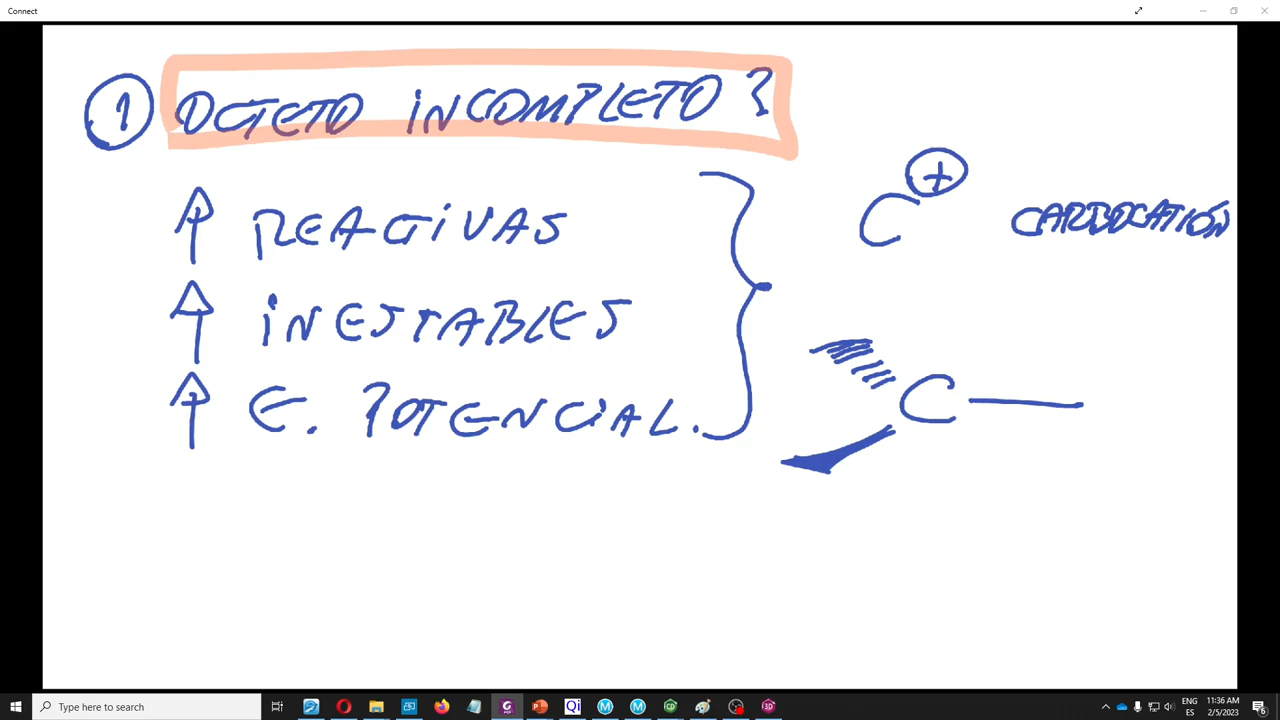 Connect
1 OCTETO INCOMPLETO?
↑ REACTIVAS
↑ INESTABLES
↑ E. POTENCIAL.
C+ CARBOCATIÓN
C
Type here to search
ENG
ES
11:36 AM
2/5/2023